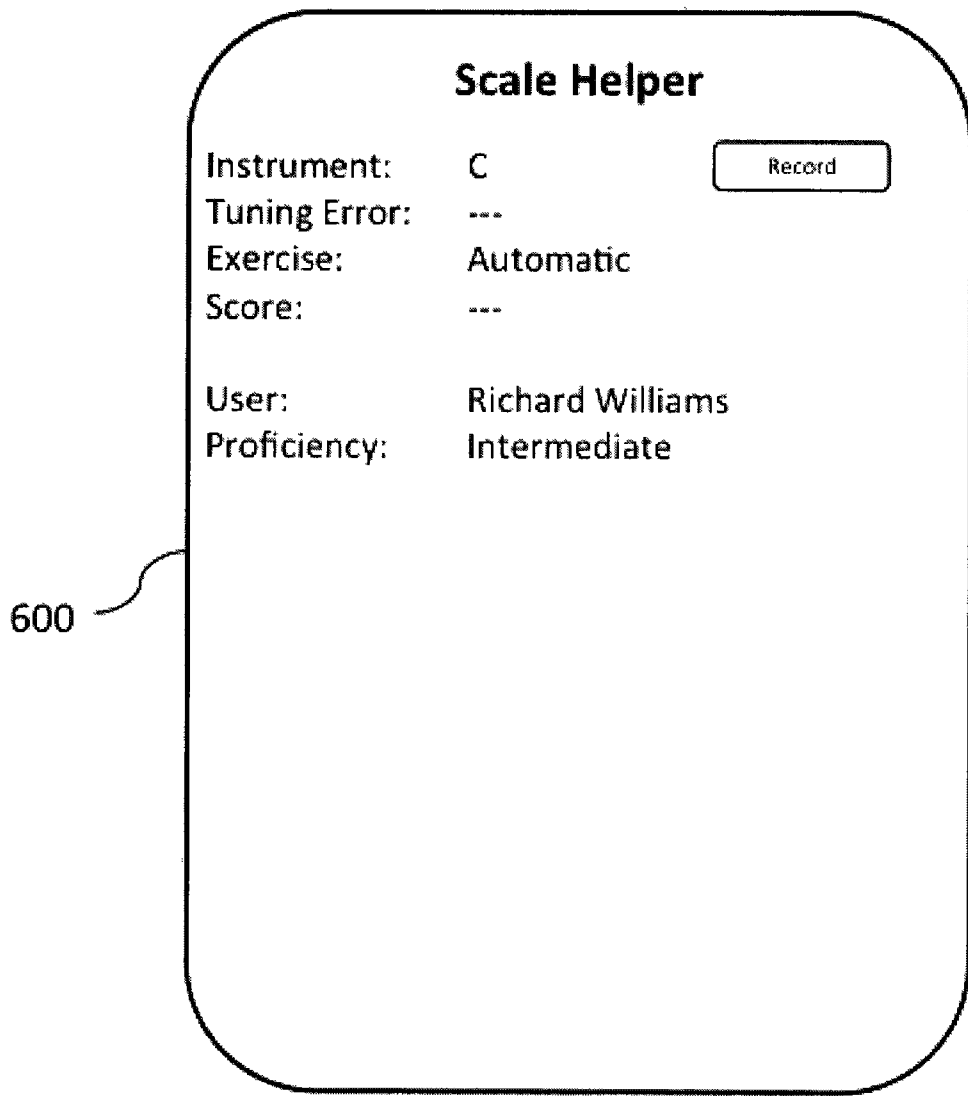 Scale Helper
Instrument: C Record
Tuning Error: ---
Exercise: Automatic
Score: ---
User: Richard Williams
Proficiency: Intermediate
600